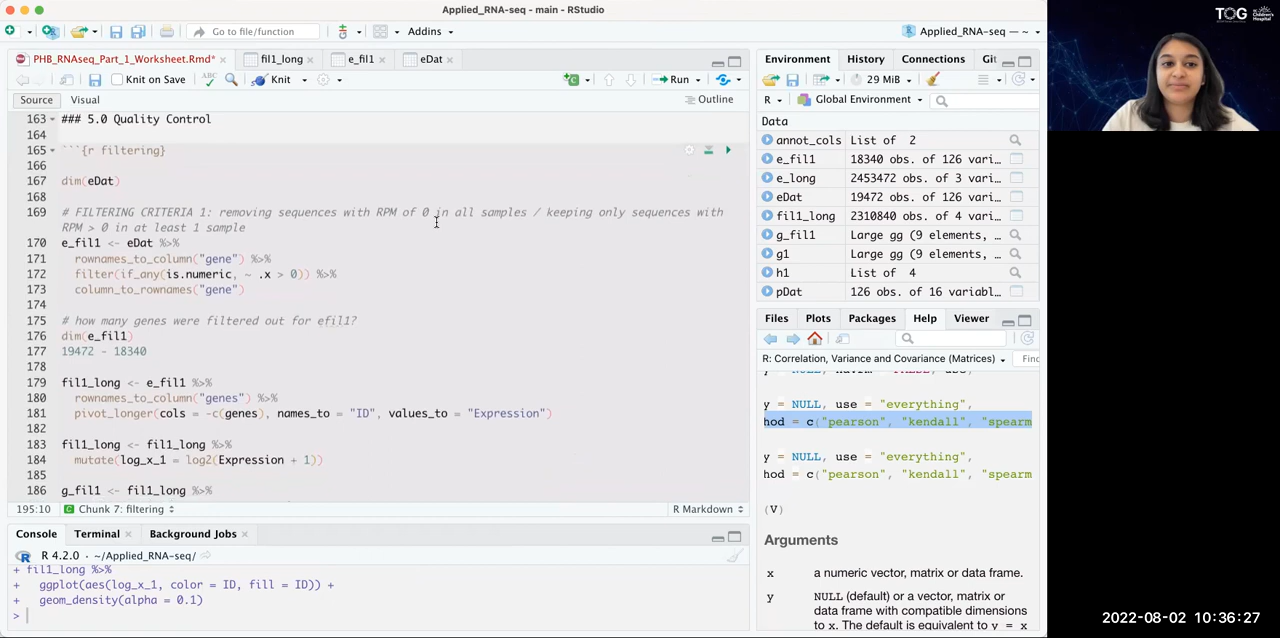 Applied_RNA-seq - main - RStudio
Go to file/function
Addins
Applied_RNA-seq — ~
PHB_RNAseq_Part_1_Worksheet.Rmd*
fil1_long
e_fil1
eDat
Knit on Save
ABC
Knit
Run
Source
Visual
Outline
163 ### 5.0 Quality Control
164
165 ```{r filtering}
166
167 dim(eDat)
168
169 # FILTERING CRITERIA 1: removing sequences with RPM of 0 in all samples / keeping only sequences with
RPM > 0 in at least 1 sample
170 e_fil1 <- eDat %>%
171 rownames_to_column("gene") %>%
172 filter(if_any(is.numeric, ~ .x > 0)) %>%
173 column_to_rownames("gene")
174
175 # how many genes were filtered out for efil1?
176 dim(e_fil1)
177 19472 - 18340
178
179 fil1_long <- e_fil1 %>%
180 rownames_to_column("genes") %>%
181 pivot_longer(cols = -c(genes), names_to = "ID", values_to = "Expression")
182
183 fil1_long <- fil1_long %>%
184 mutate(log_x_1 = log2(Expression + 1))
185
186 g_fil1 <- fil1_long %>%
195:10
Chunk 7: filtering
R Markdown
Console
Terminal
Background Jobs
R 4.2.0 · ~/Applied_RNA-seq/
+ fil1_long %>%
+ ggplot(aes(log_x_1, color = ID, fill = ID)) +
+ geom_density(alpha = 0.1)
>
Environment
History
Connections
Git
29 MiB
R
Global Environment
Data
annot_cols List of 2
e_fil1 18340 obs. of 126 vari…
e_long 2453472 obs. of 3 vari…
eDat 19472 obs. of 126 vari…
fil1_long 2310840 obs. of 4 vari…
g_fil1 Large gg (9 elements, …
g1 Large gg (9 elements, …
h1 List of 4
pDat 126 obs. of 16 variabl…
Files
Plots
Packages
Help
Viewer
R: Correlation, Variance and Covariance (Matrices)
y = NULL, use = "everything",
hod = c("pearson", "kendall", "spearm
y = NULL, use = "everything",
hod = c("pearson", "kendall", "spearm
(V)
Arguments
x a numeric vector, matrix or data frame.
y NULL (default) or a vector, matrix or
data frame with compatible dimensions
to x. The default is equivalent to y = x
TOG
Children's
Hospital
2022-08-02 10:36:27